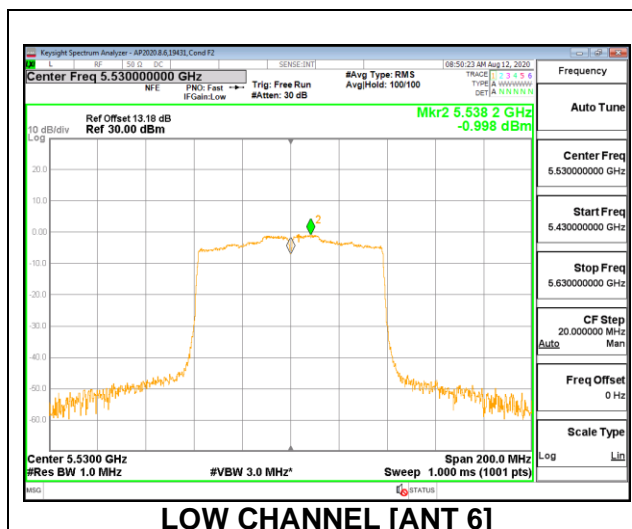 Keysight Spectrum Analyzer - AP2020.8.6,19431, Cond F2
L RF 58 Ω DC SENSE:INT 08:50:23 AM Aug 12, 2020
Center Freq 5.530000000 GHz
NFE PNO: Fast IFGain:Low
Trig: Free Run #Atten: 30 dB
#Avg Type: RMS Avg|Hold: 100/100
TRACE 1 2 3 4 5 6
TYPE A WWWWW
DET A N N N N N
Mkr2 5.538 2 GHz
-0.998 dBm
Ref Offset 13.18 dB
10 dB/div Ref 30.00 dBm
Log
20.0
10.0
0.00
-10.0
-20.0
-30.0
-40.0
-50.0
-60.0
2
Center 5.5300 GHz Span 200.0 MHz
#Res BW 1.0 MHz #VBW 3.0 MHz* Sweep 1.000 ms (1001 pts)
MSG STATUS
Frequency
Auto Tune
Center Freq
5.530000000 GHz
Start Freq
5.430000000 GHz
Stop Freq
5.630000000 GHz
CF Step
20.000000 MHz
Auto Man
Freq Offset
0 Hz
Scale Type
Log Lin
LOW CHANNEL [ANT 6]